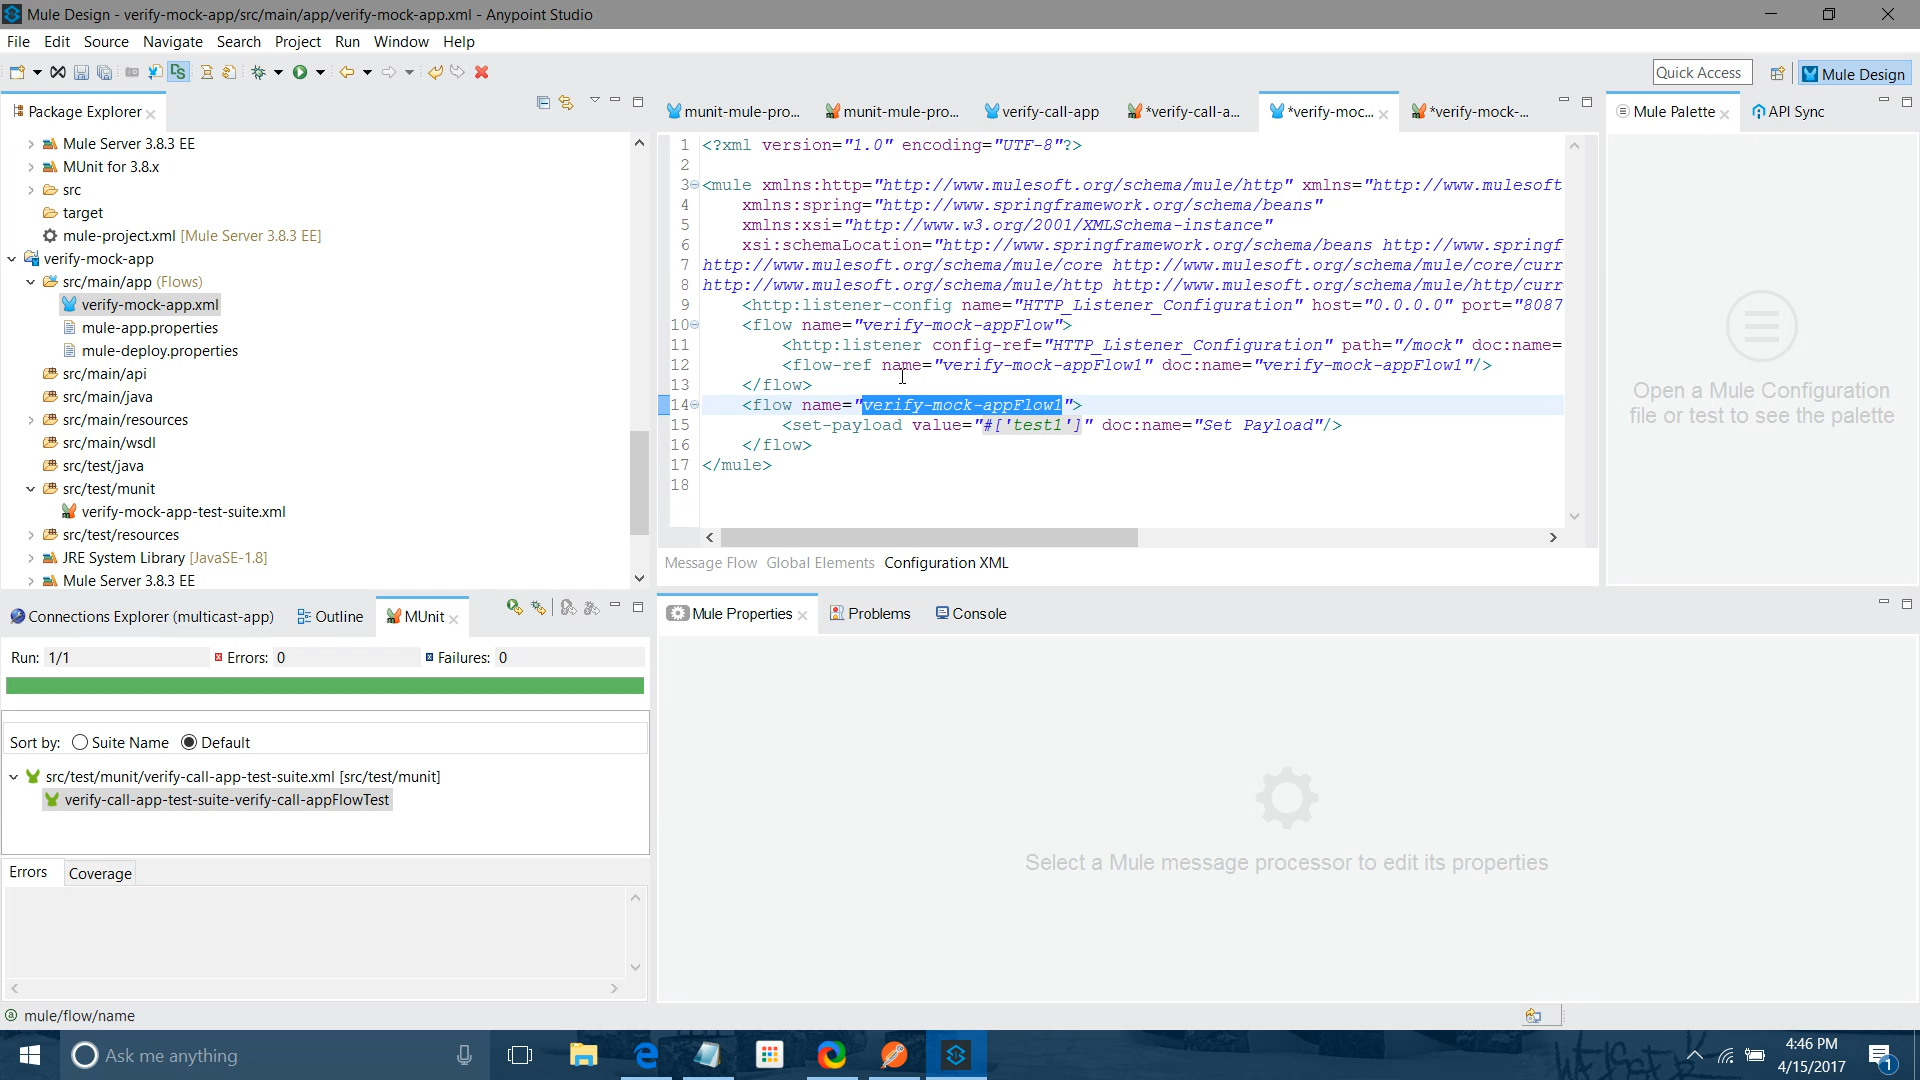 Mule Design - verify-mock-app/src/main/app/verify-mock-app.xml - Anypoint Studio
File Edit Source Navigate Search Project Run Window Help
Quick Access
Mule Design
Package Explorer
Mule Server 3.8.3 EE
MUnit for 3.8.x
src
target
mule-project.xml [Mule Server 3.8.3 EE]
verify-mock-app
src/main/app (Flows)
verify-mock-app.xml
mule-app.properties
mule-deploy.properties
src/main/api
src/main/java
src/main/resources
src/main/wsdl
src/test/java
src/test/munit
verify-mock-app-test-suite.xml
src/test/resources
JRE System Library [JavaSE-1.8]
Mule Server 3.8.3 EE
munit-mule-pro... munit-mule-pro... verify-call-app *verify-call-a... *verify-moc... *verify-mock-...
1 <?xml version="1.0" encoding="UTF-8"?>
2
3 <mule xmlns:http="http://www.mulesoft.org/schema/mule/http" xmlns="http://www.mulesoft
4 xmlns:spring="http://www.springframework.org/schema/beans"
5 xmlns:xsi="http://www.w3.org/2001/XMLSchema-instance"
6 xsi:schemaLocation="http://www.springframework.org/schema/beans http://www.springf
7 http://www.mulesoft.org/schema/mule/core http://www.mulesoft.org/schema/mule/core/curr
8 http://www.mulesoft.org/schema/mule/http http://www.mulesoft.org/schema/mule/http/curr
9 <http:listener-config name="HTTP_Listener_Configuration" host="0.0.0.0" port="8087
10 <flow name="verify-mock-appFlow">
11 <http:listener config-ref="HTTP_Listener_Configuration" path="/mock" doc:name=
12 <flow-ref name="verify-mock-appFlow1" doc:name="verify-mock-appFlow1"/>
13 </flow>
14 <flow name="verify-mock-appFlow1">
15 <set-payload value="#['test1']" doc:name="Set Payload"/>
16 </flow>
17 </mule>
18
Message Flow Global Elements Configuration XML
Mule Palette API Sync
Open a Mule Configuration
file or test to see the palette
Connections Explorer (multicast-app) Outline MUnit
Run: 1/1 Errors: 0 Failures: 0
Sort by: Suite Name Default
src/test/munit/verify-call-app-test-suite.xml [src/test/munit]
verify-call-app-test-suite-verify-call-appFlowTest
Errors Coverage
Mule Properties Problems Console
Select a Mule message processor to edit its properties
mule/flow/name
Ask me anything
4:46 PM
4/15/2017
1